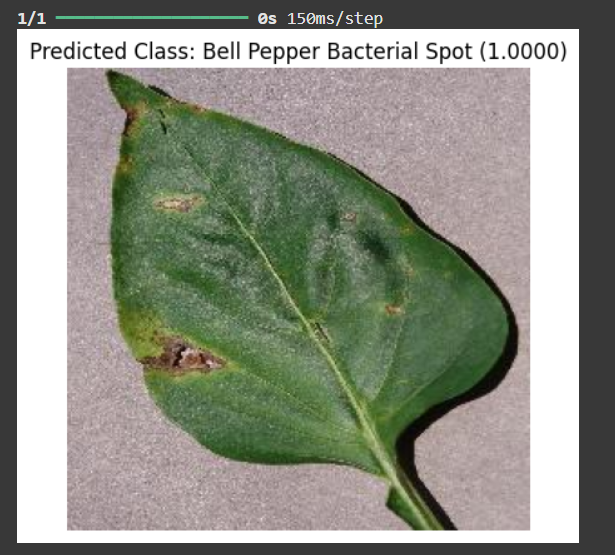 1/1 ━━━━━━━━━━━━━━━━━━━━ 0s 150ms/step
Predicted Class: Bell Pepper Bacterial Spot (1.0000)